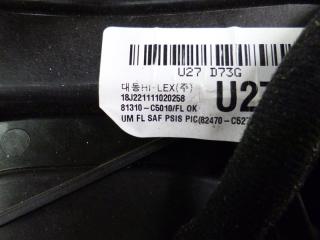 U27 D73G
대동HI-LEX(주)
18J221111020258
81310-C5010/FL OK
UM FL SAF PSIS PIC(82470-C527
U27